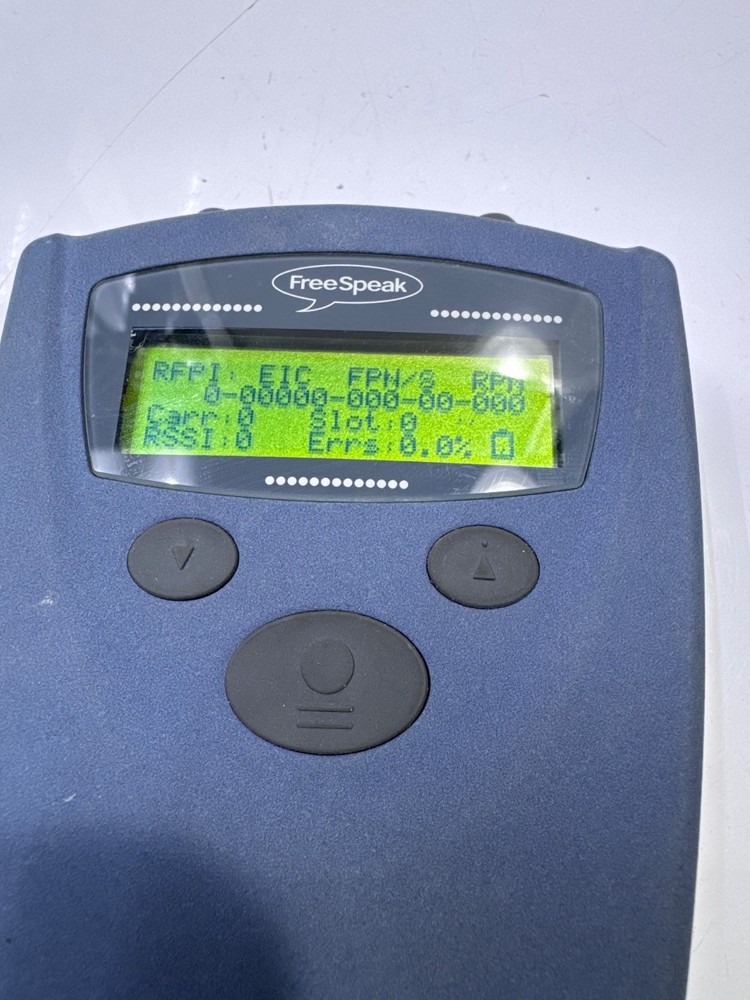 FreeSpeak
RFPI: EIC FPN/S RPN
0-00000-000-00-000
Carr:0 Slot:0
RSSI:0 Errs:0.0%